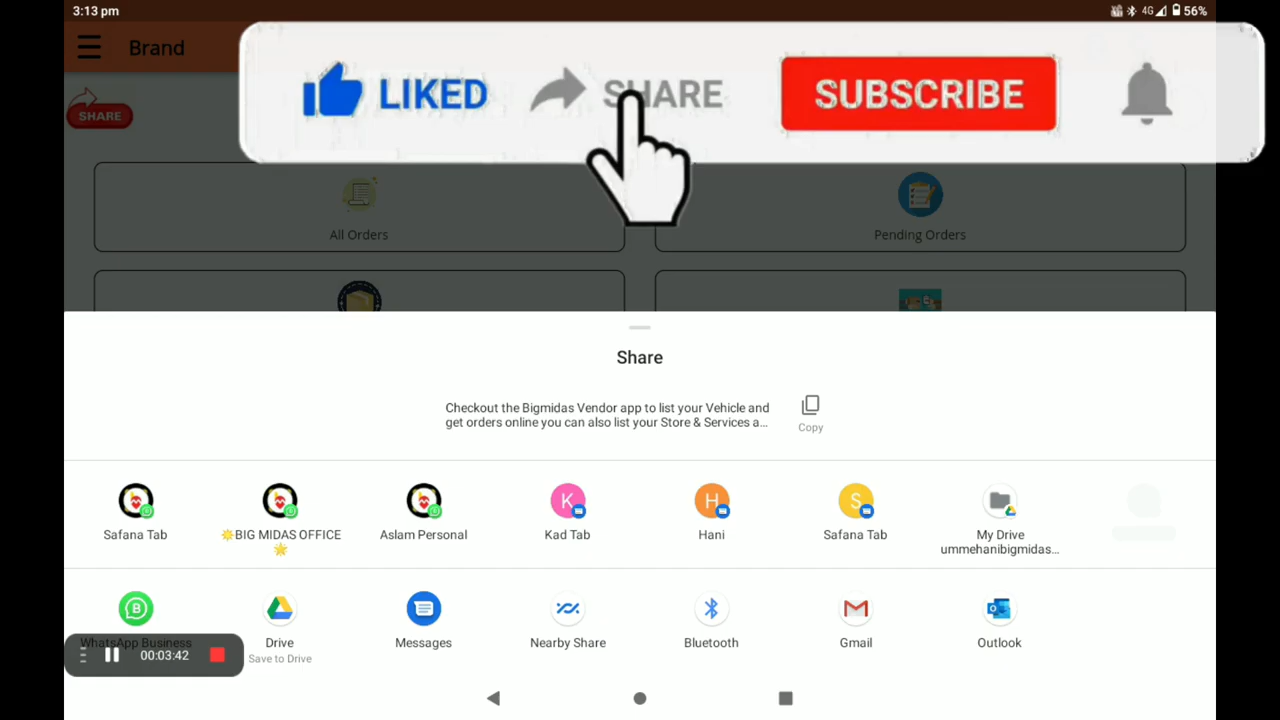 3:13 pm
4G
56%
Brand
LIKED
SHARE
SUBSCRIBE
SHARE
All Orders
Pending Orders
Share
Checkout the Bigmidas Vendor app to list your Vehicle and
get orders online you can also list your Store & Services a...
Copy
K
H
S
Safana Tab
🌟BIG MIDAS OFFICE
🌟
Aslam Personal
Kad Tab
Hani
Safana Tab
My Drive
ummehanibigmidas...
WhatsApp Business
Drive
Save to Drive
Messages
Nearby Share
Bluetooth
Gmail
Outlook
00:03:42